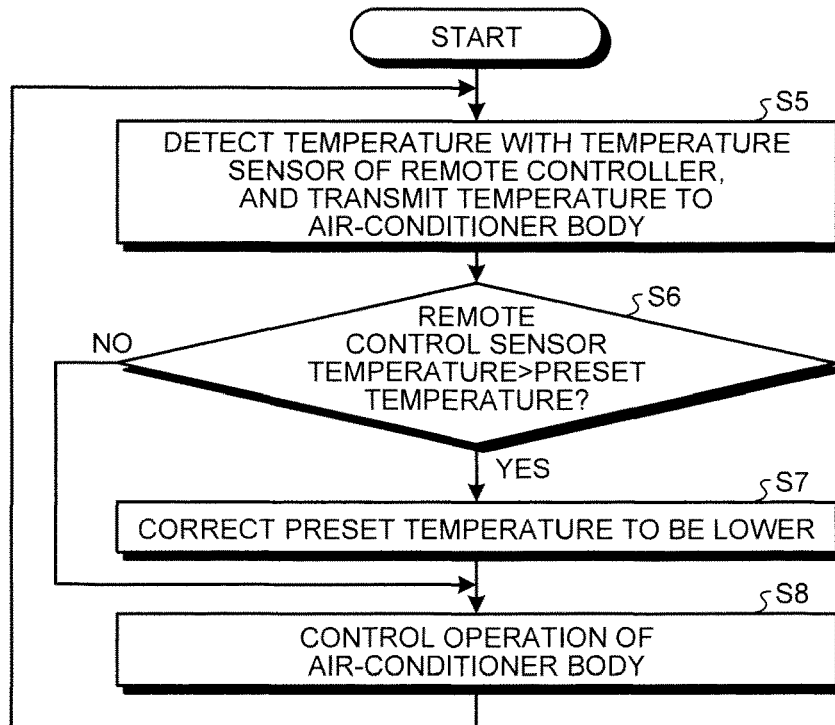 START
S5
DETECT TEMPERATURE WITH TEMPERATURE
SENSOR OF REMOTE CONTROLLER,
AND TRANSMIT TEMPERATURE TO
AIR-CONDITIONER BODY
S6
REMOTE
CONTROL SENSOR
TEMPERATURE>PRESET
TEMPERATURE?
NO
YES
S7
CORRECT PRESET TEMPERATURE TO BE LOWER
S8
CONTROL OPERATION OF
AIR-CONDITIONER BODY